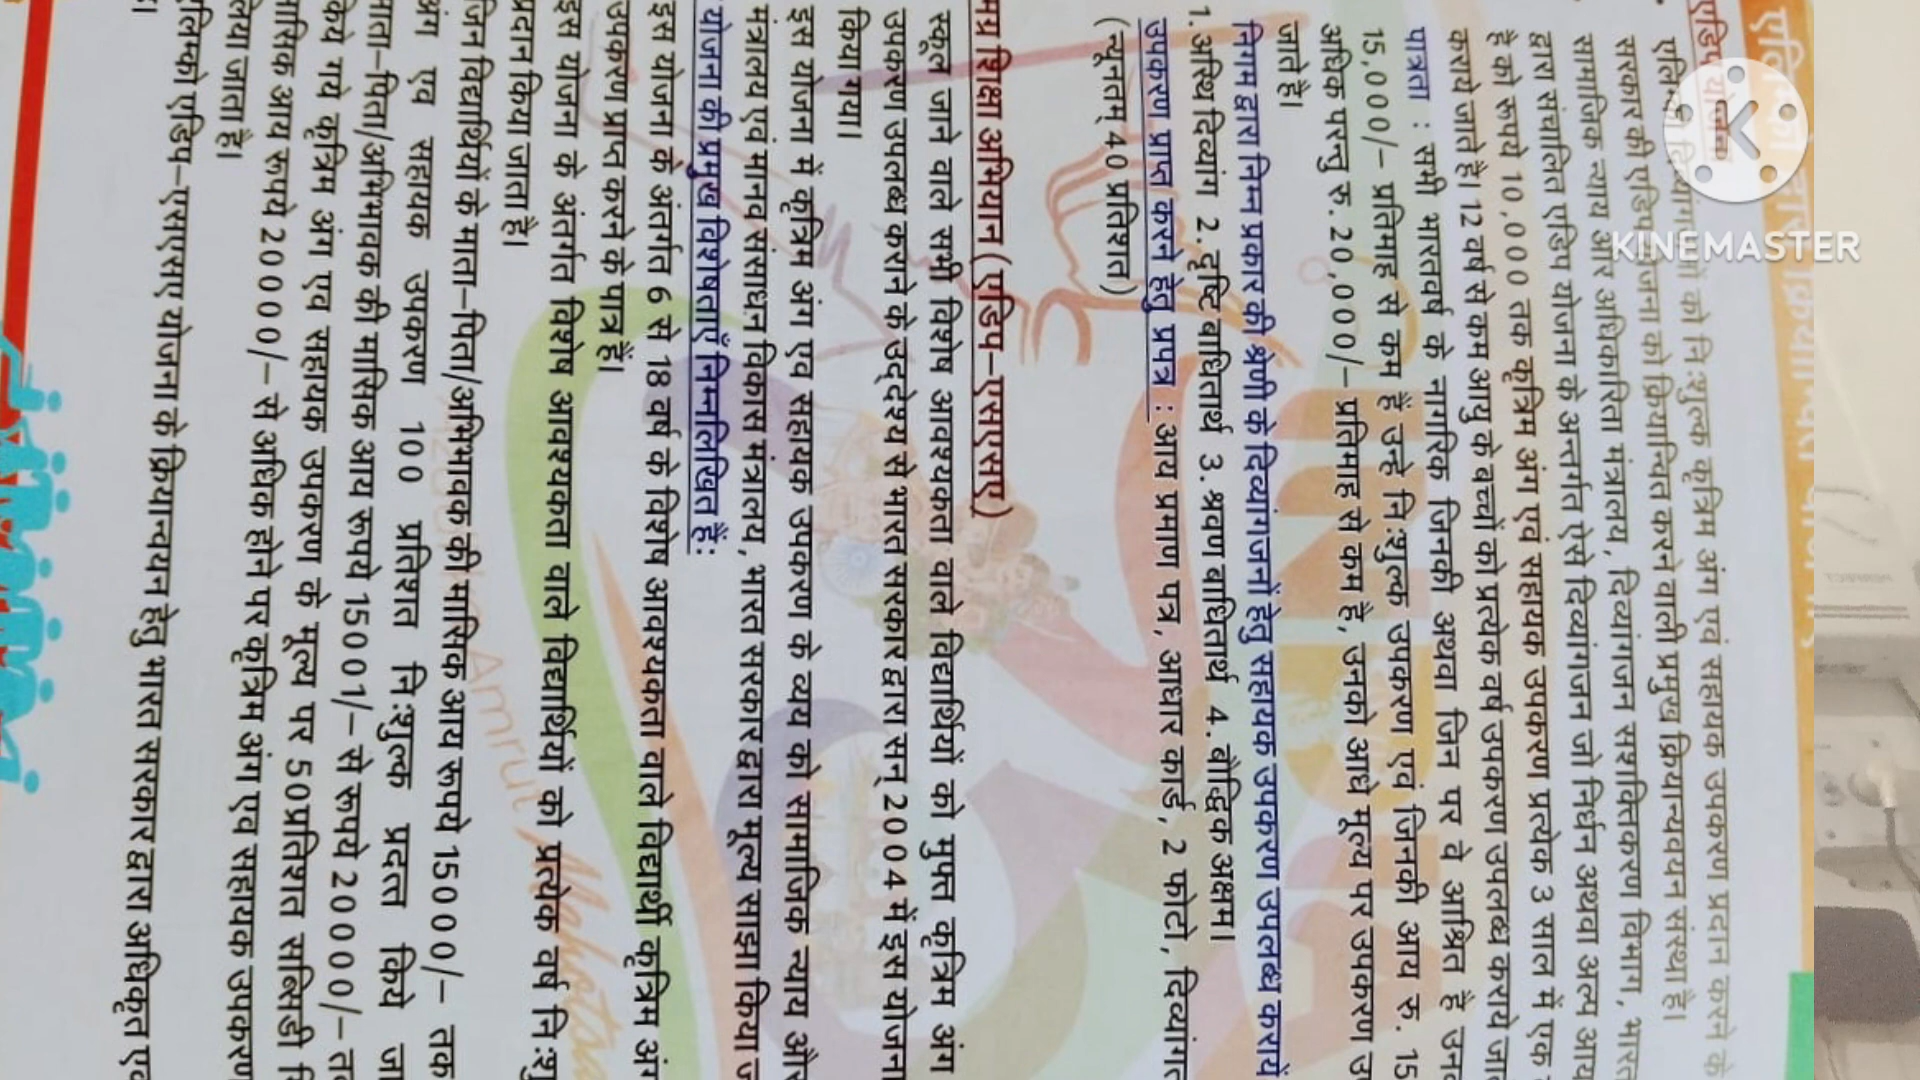 एडिप योजना
KINEMASTER
को नि:शुल्क कृत्रिम अंग एवं सहायक उपकरण प्रदान करने के
सरकार की एडिप योजना को क्रियान्वित करने वाली प्रमुख क्रियान्वयन संस्था है।
सामाजिक न्याय और अधिकारिता मंत्रालय, दिव्यांगजन सशक्तिकरण विभाग, भारत
द्वारा संचालित एडिप योजना के अन्तर्गत ऐसे दिव्यांगजन जो निर्धन अथवा अल्प आय
है को रूपये 10,000 तक कृत्रिम अंग एवं सहायक उपकरण प्रत्येक 3 साल में एक
कराये जाते है। 12 वर्ष से कम आयु के बच्चों को प्रत्येक वर्ष उपकरण उपलब्ध कराये
पात्रता : सभी भारतवर्ष के नागरिक जिनकी अथवा जिन पर वे आश्रित है
15,000/– प्रतिमाह से कम हैं उन्हे नि:शुल्क उपकरण एवं जिनकी आय रु. 15
अधिक परन्तु रु.20,000/– प्रतिमाह से कम है, उनको आधे मूल्य पर उपकरण
जाते है।
निगम द्वारा निम्न प्रकार की श्रेणी के दिव्यांगजनों हेतु सहायक उपकरण उपलब्ध कराये
1. अस्थि दिव्यांग 2. दृष्टि बाधितार्थ 3. श्रवण बाधितार्थ 4. बौद्धिक अक्षम।
उपकरण प्राप्त करने हेतु प्रपत्र : आय प्रमाण पत्र, आधार कार्ड, 2 फोटो,
(न्यूनतम् 40 प्रतिशत)
शिक्षा अभियान (एडिप–एसएसए)
स्कूल जाने वाले सभी विशेष आवश्यकता वाले विद्यार्थियों को मुफ्त कृत्रिम अंग
उपकरण उपलब्ध कराने के उद्देश्य से भारत सरकार द्वारा सन् 2004 में इस योजना
किया गया।
इस योजना में कृत्रिम अंग एव सहायक उपकरण के व्यय को सामाजिक न्याय
मंत्रालय एवं मानव संसाधन विकास मंत्रालय, भारत सरकार द्वारा मूल्य साझा किया
योजना की प्रमुख विशेषताएँ निम्नलिखित है:
इस योजना के अंतर्गत 6 से 18 वर्ष के विशेष आवश्यकता वाले विद्यार्थी कृत्रिम
उपकरण प्राप्त करने के पात्र हैं।
इस योजना के अंतर्गत विशेष आवश्यकता वाले विद्यार्थियों को प्रत्येक वर्ष
प्रदान किया जाता है।
जिन विद्यार्थियों के माता–पिता/अभिभावक की मासिक आय रूपये 15000/– तक
अंग एव सहायक उपकरण 100 प्रतिशत नि:शुल्क प्रदत किये
माता–पिता/अभिभावक की मासिक आय रूपये 15001/– से रूपये 20000/–
किये गये कृत्रिम अंग एव सहायक उपकरण के मूल्य पर 50प्रतिशत सब्सिडी
मासिक आय रूपये 20000/– से अधिक होने पर कृत्रिम अंग एव सहायक उपकरण
लिया जाता है।
एडिप–एसएसए योजना के क्रियान्वयन हेतु भारत सरकार द्वारा अधिकृत
Amrut Mahotsav